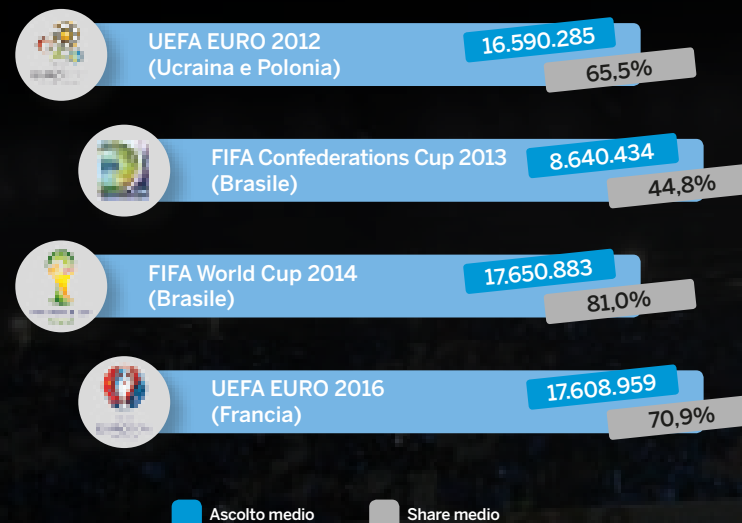 UEFA EURO 2012
(Ucraina e Polonia)
16.590.285
65,5%
FIFA Confederations Cup 2013
(Brasile)
8.640.434
44,8%
FIFA World Cup 2014
(Brasile)
17.650.883
81,0%
UEFA EURO 2016
(Francia)
17.608.959
70,9%
Ascolto medio
Share medio